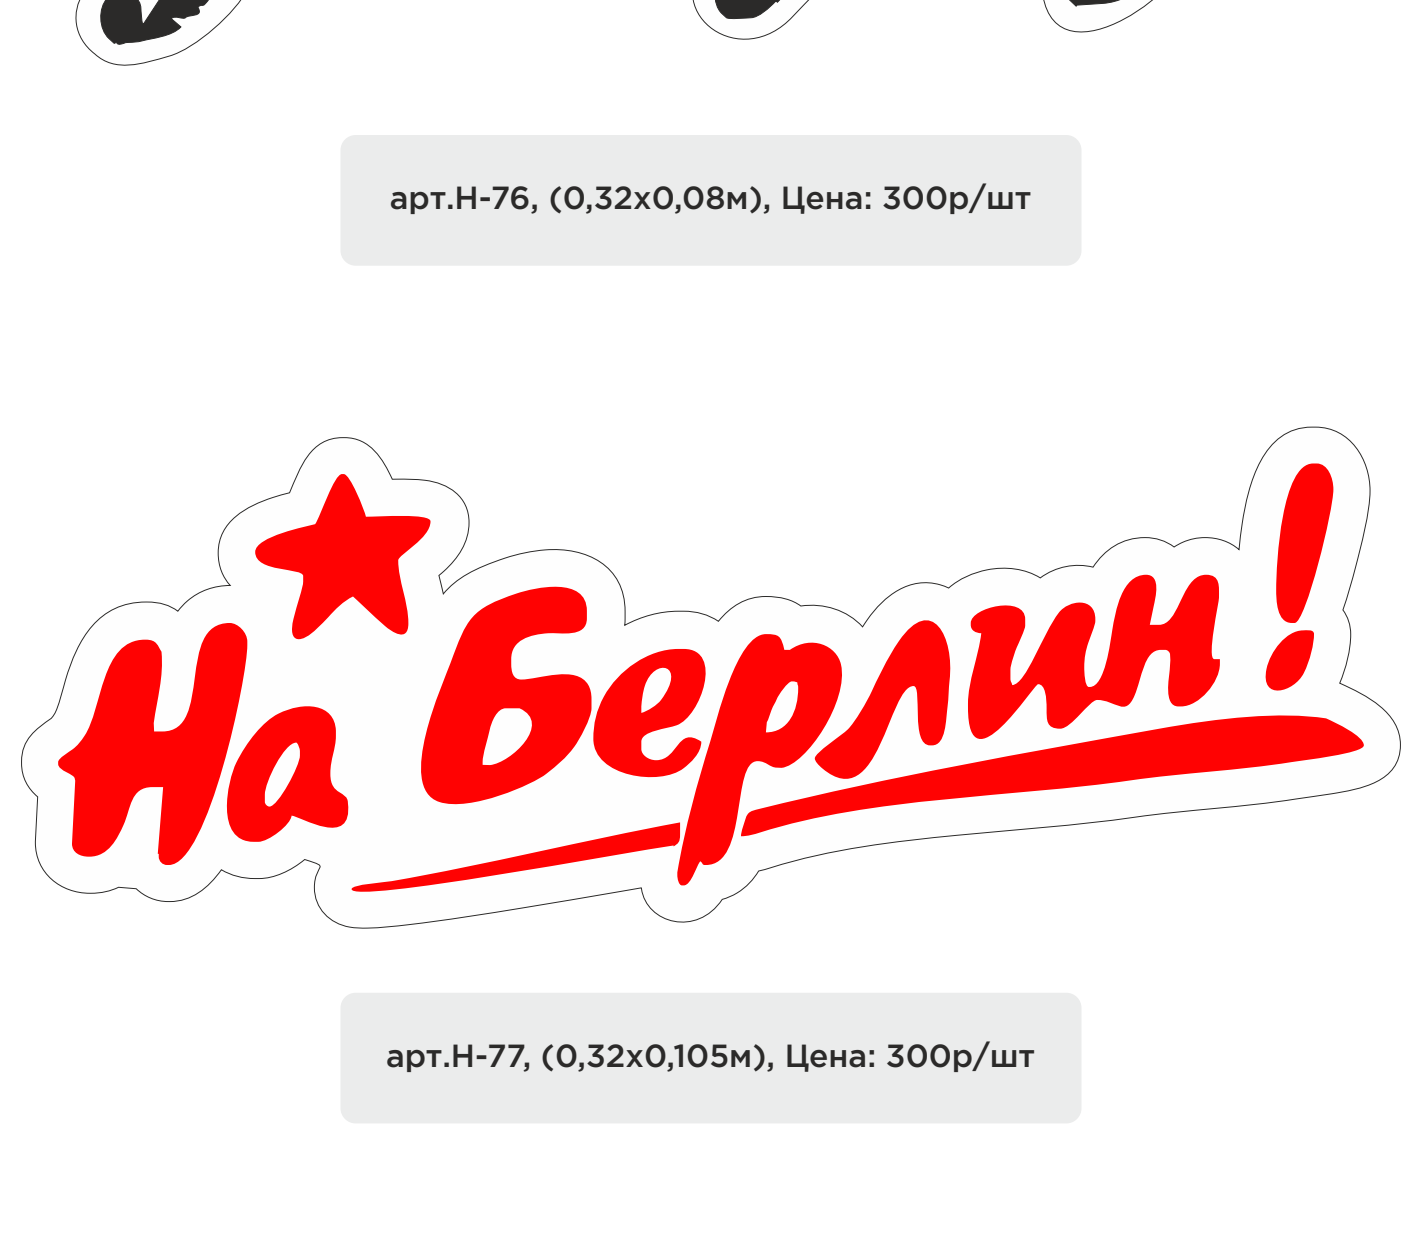 арт.Н-76, (0,32х0,08м), Цена: 300р/шт
На Берлин!
арт.Н-77, (0,32х0,105м), Цена: 300р/шт